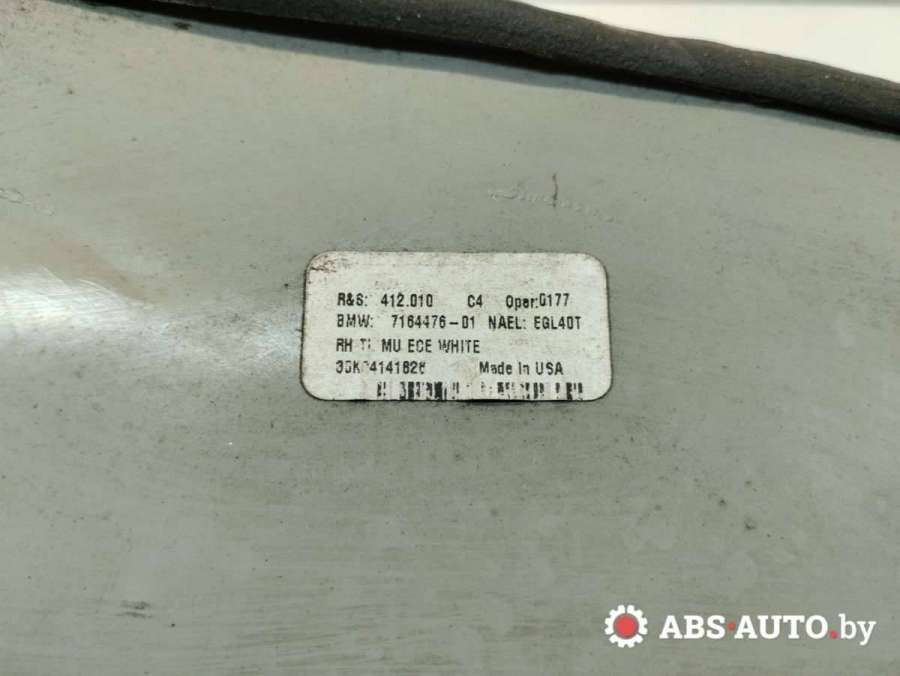 R&S: 412.010 C4 Oper:0177
BMW: 7164476-01 NAEL: EGL40T
RH TL MU ECE WHITE
Made In USA
ABS-AUTO.by